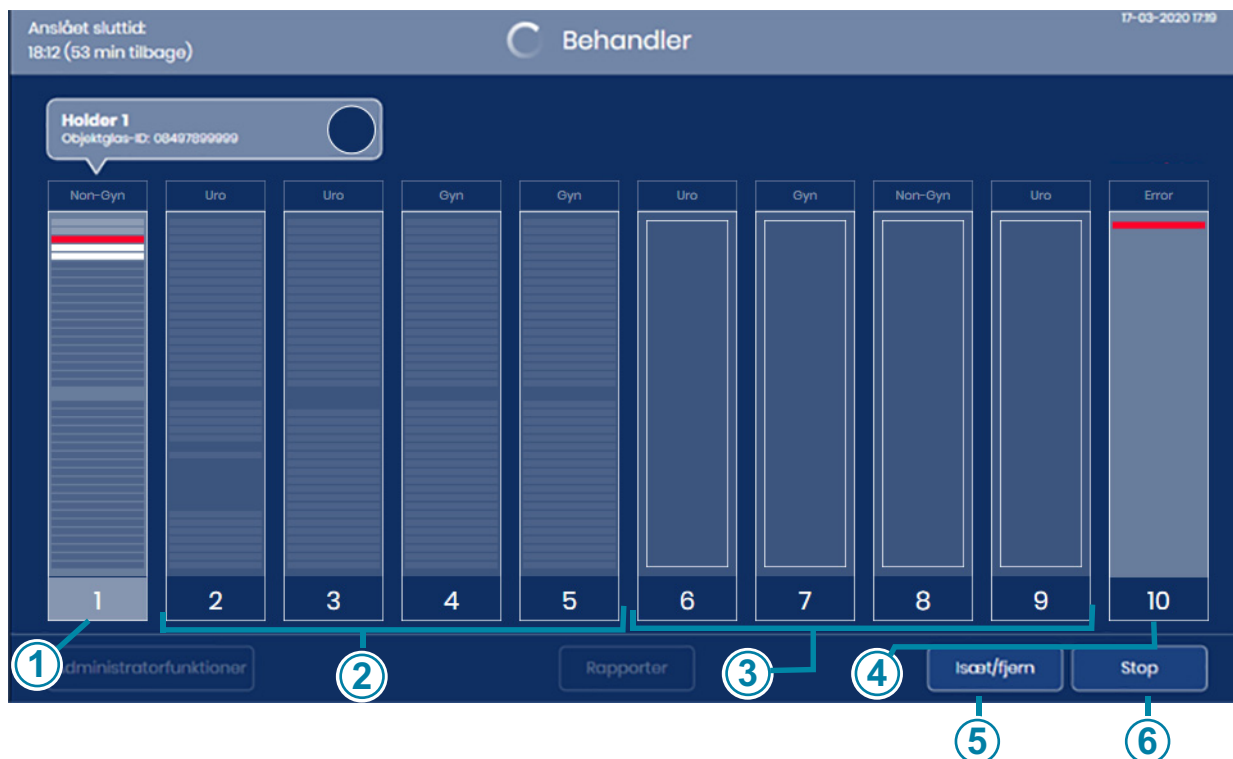 Anslået sluttid:
18:12 (53 min tilbage)
Behandler
17-03-2020 17:19
Holder 1
Objektglas-ID: 08497899999
Non-Gyn
Uro
Uro
Gyn
Gyn
Uro
Gyn
Non-Gyn
Uro
Error
1
2
3
4
5
6
7
8
9
10
1
dministratorfunktioner
2
Rapporter
3
4
Isæt/fjern
Stop
5
6